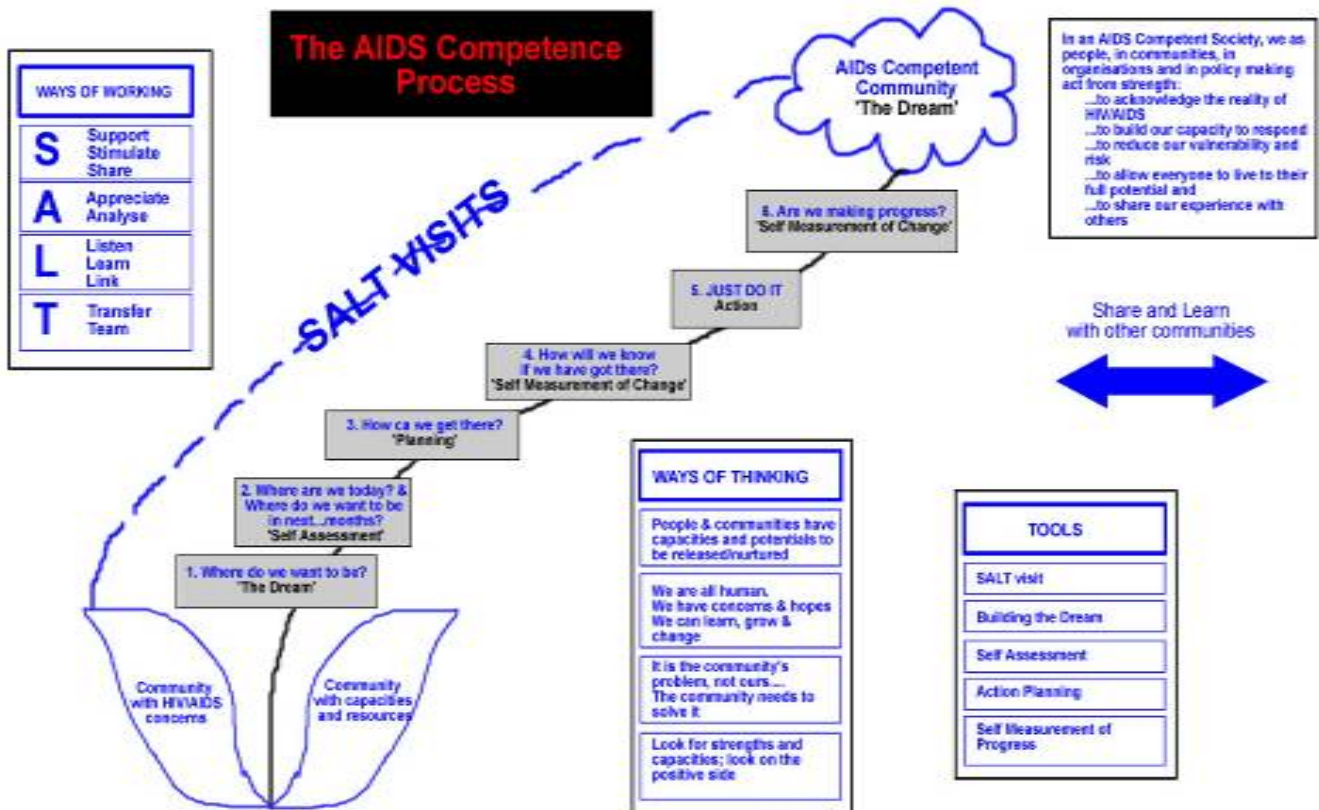 The AIDS Competence
Process
WAYS OF WORKING
S
Support
Stimulate
Share
A
Appreciate
Analyse
L
Listen
Learn
Link
T
Transfer
Team
SALT VISITS
AIDs Competent
Community
'The Dream'
In an AIDS Competent Society, we as
people, in communities, in
organisations and in policy making
act from strength:
...to acknowledge the reality of
HIV/AIDS
...to build our capacity to respond
...to reduce our vulnerability and
risk
...to allow everyone to live to their
full potential and
...to share our experience with
others
6. Are we making progress?
'Self Measurement of Change'
5. JUST DO IT
Action
4. How will we know
if we have got there?
'Self Measurement of Change'
3. How ca we get there?
'Planning'
2. Where are we today? &
Where do we want to be
in nest...months?
'Self Assessment'
1. Where do we want to be?
'The Dream'
Community
with HIV/AIDS
concerns
Community
with capacities
and resources
Share and Learn
with other communities
WAYS OF THINKING
People & communities have
capacities and potentials to
be released/nurtured
We are all human.
We have concerns & hopes
We can learn, grow &
change
It is the community's
problem, not ours....
The community needs to
solve it
Look for strengths and
capacities; look on the
positive side
TOOLS
SALT visit
Building the Dream
Self Assessment
Action Planning
Self Measurement of
Progress